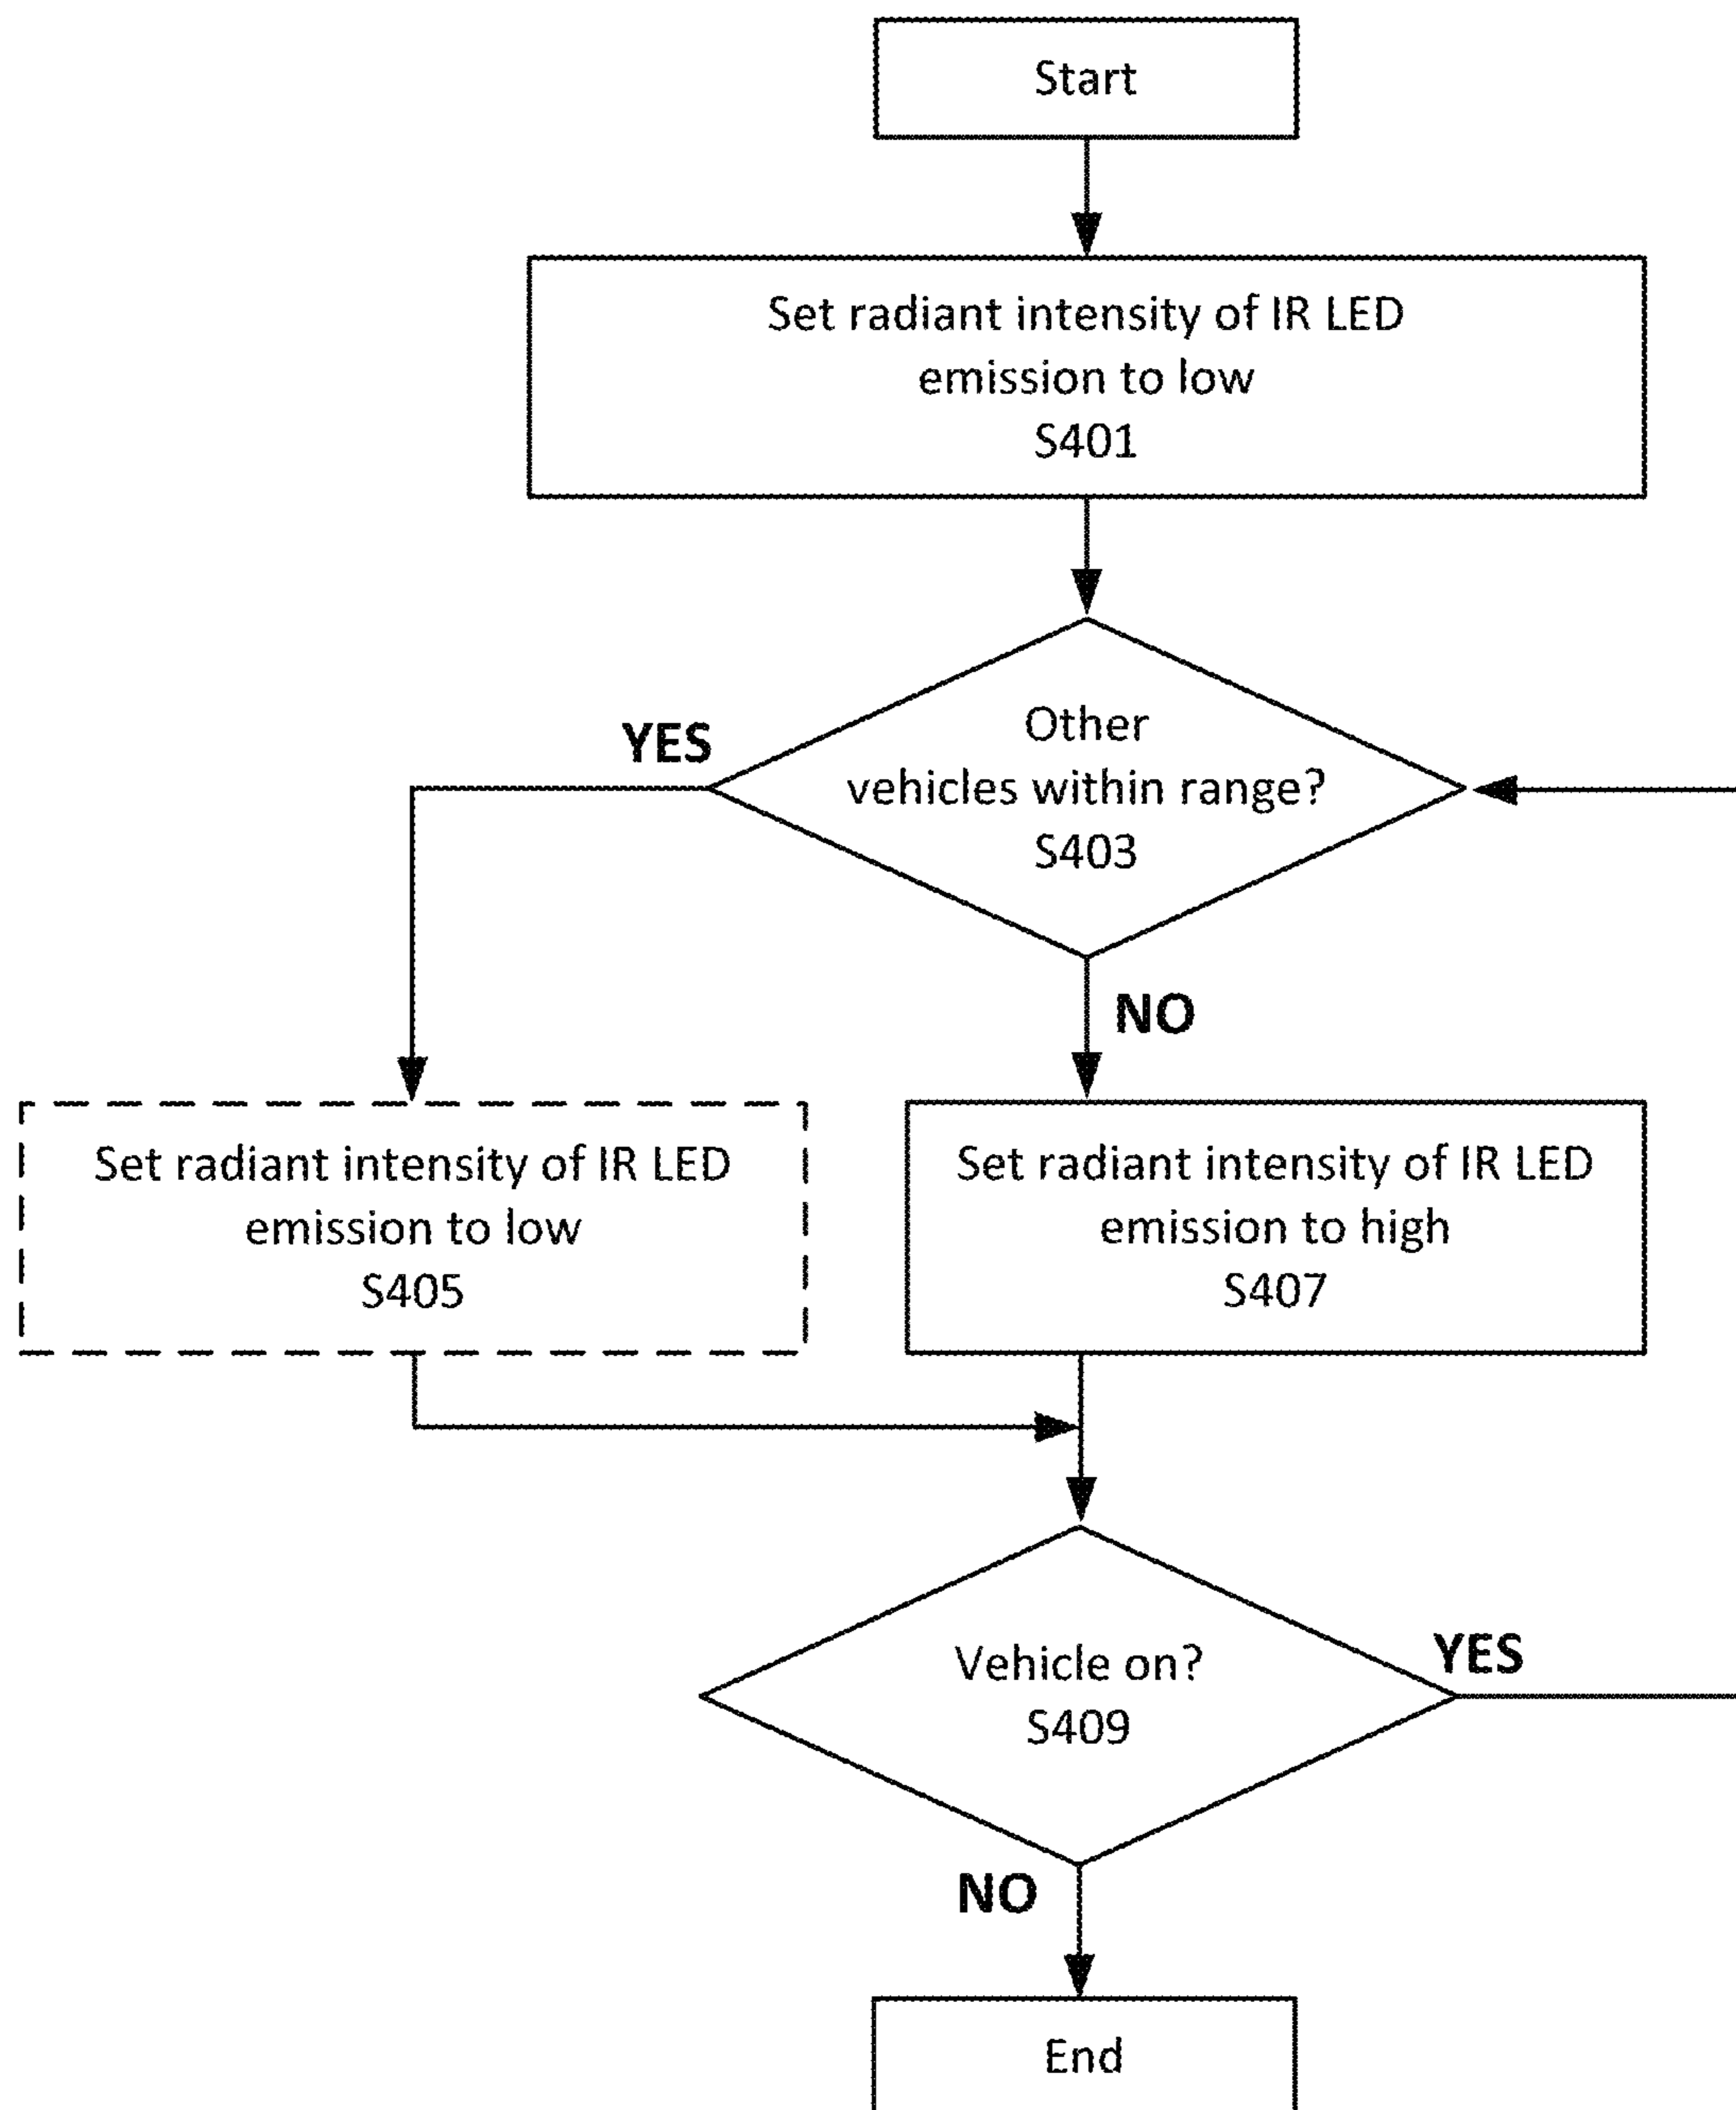 Start
Set radiant intensity of IR LED
emission to low
S401
Other
vehicles within range?
S403
YES
NO
Set radiant intensity of IR LED
emission to low
S405
Set radiant intensity of IR LED
emission to high
S407
Vehicle on?
S409
YES
NO
End